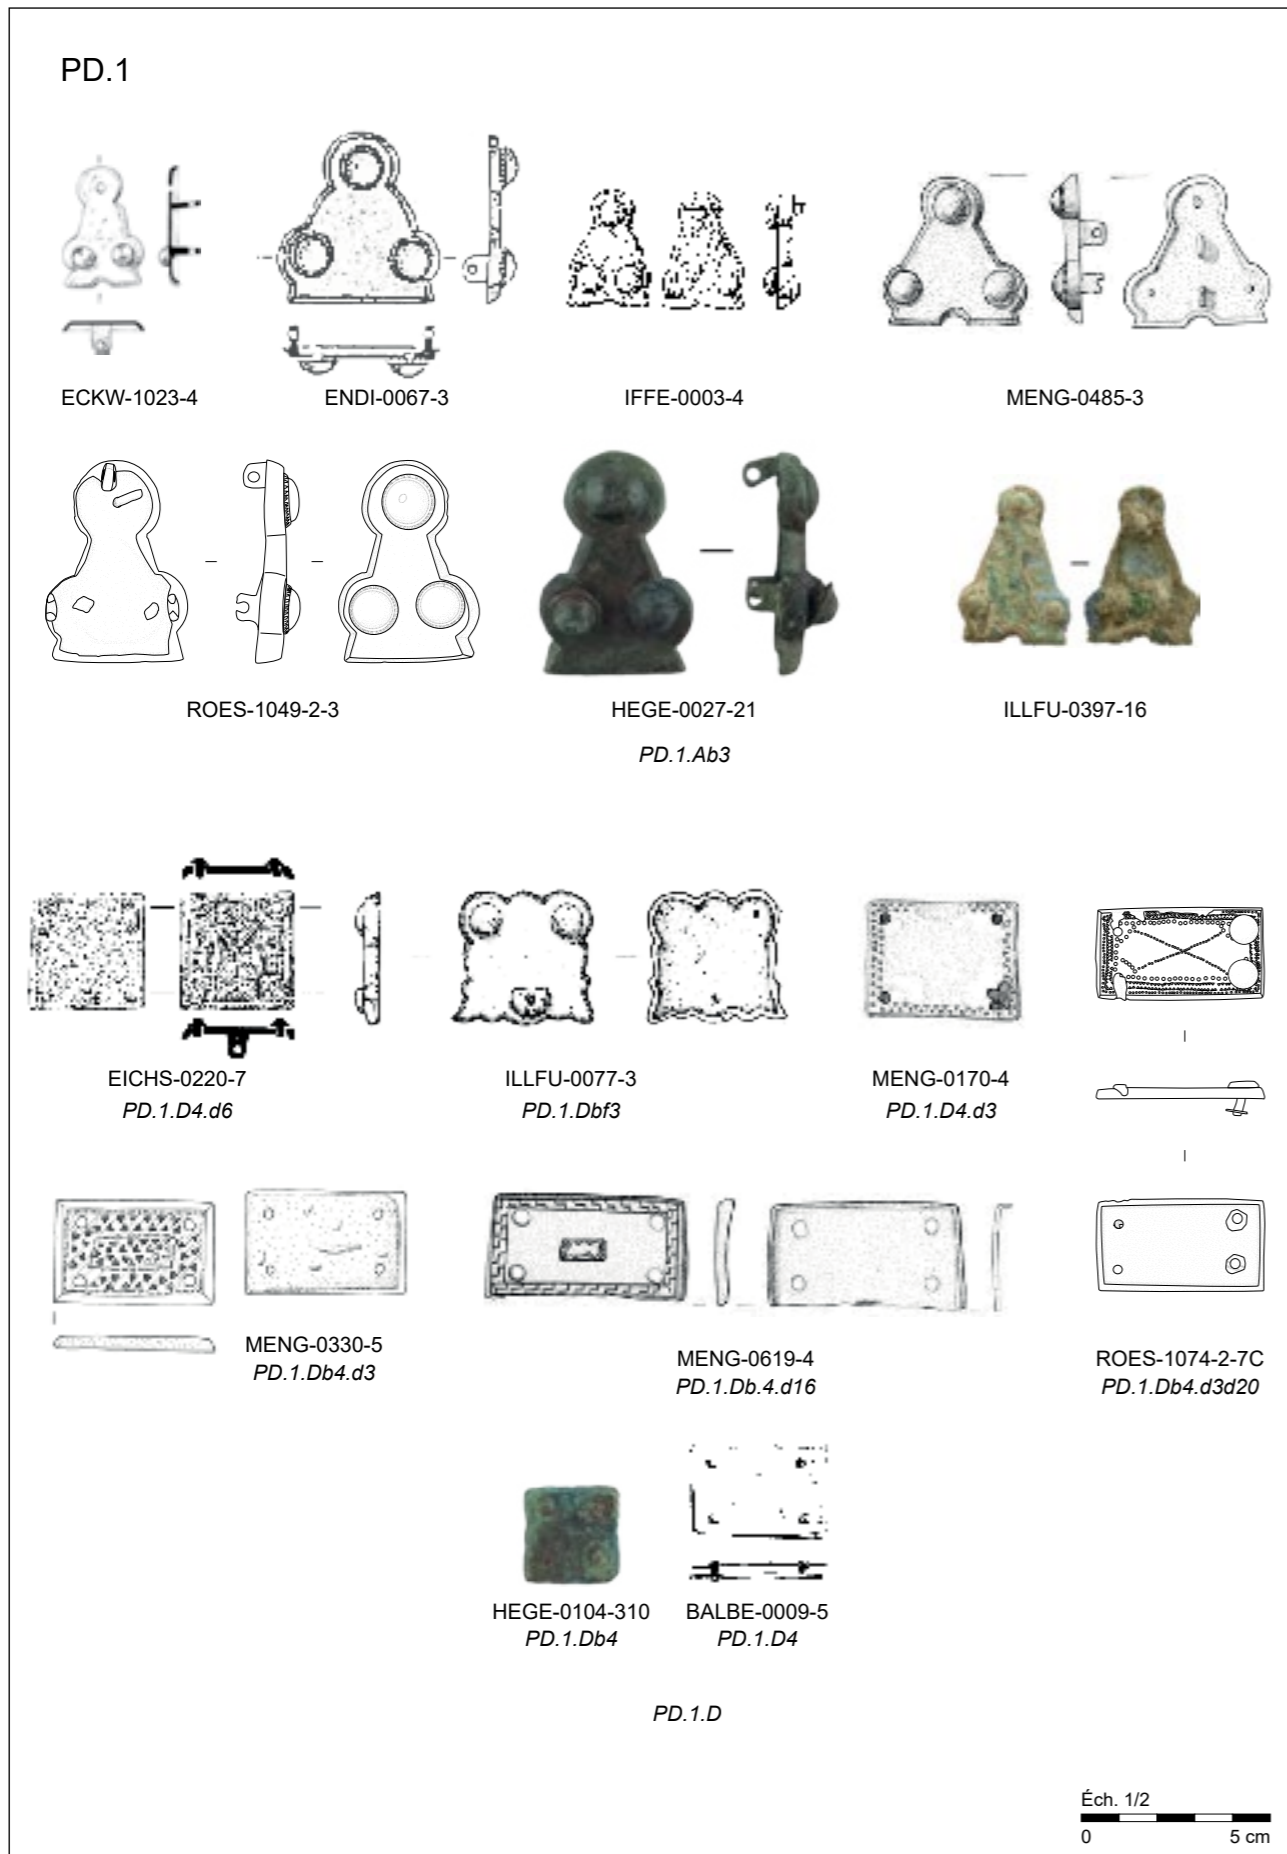 PD.1
ECKW-1023-4
ENDI-0067-3
IFFE-0003-4
MENG-0485-3
ROES-1049-2-3
HEGE-0027-21
ILLFU-0397-16
PD.1.Ab3
EICHS-0220-7
PD.1.D4.d6
ILLFU-0077-3
PD.1.Dbf3
MENG-0170-4
PD.1.D4.d3
MENG-0330-5
PD.1.Db4.d3
MENG-0619-4
PD.1.Db.4.d16
ROES-1074-2-7C
PD.1.Db4.d3d20
HEGE-0104-310
PD.1.Db4
BALBE-0009-5
PD.1.D4
PD.1.D
Éch. 1/2
0 5 cm